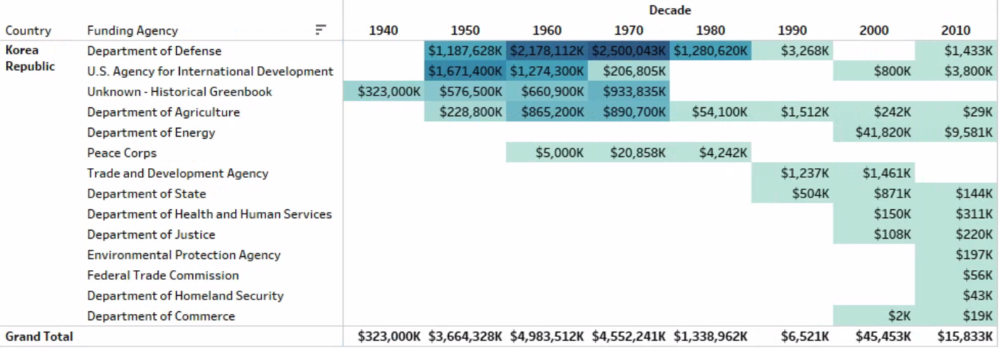 Decade
Country Funding Agency 1940 1950 1960 1970 1980 1990 2000 2010
Korea Republic Department of Defense $1,187,628K $2,178,112K $2,500,043K $1,280,620K $3,268K $1,433K
U.S. Agency for International Development $1,671,400K $1,274,300K $206,805K $800K $3,800K
Unknown - Historical Greenbook $323,000K $576,500K $660,900K $933,835K
Department of Agriculture $228,800K $865,200K $890,700K $54,100K $1,512K $242K $29K
Department of Energy $41,820K $9,581K
Peace Corps $5,000K $20,858K $4,242K
Trade and Development Agency $1,237K $1,461K
Department of State $504K $871K $144K
Department of Health and Human Services $150K $311K
Department of Justice $108K $220K
Environmental Protection Agency $197K
Federal Trade Commission $56K
Department of Homeland Security $43K
Department of Commerce $2K $19K
Grand Total $323,000K $3,664,328K $4,983,512K $4,552,241K $1,338,962K $6,521K $45,453K $15,833K